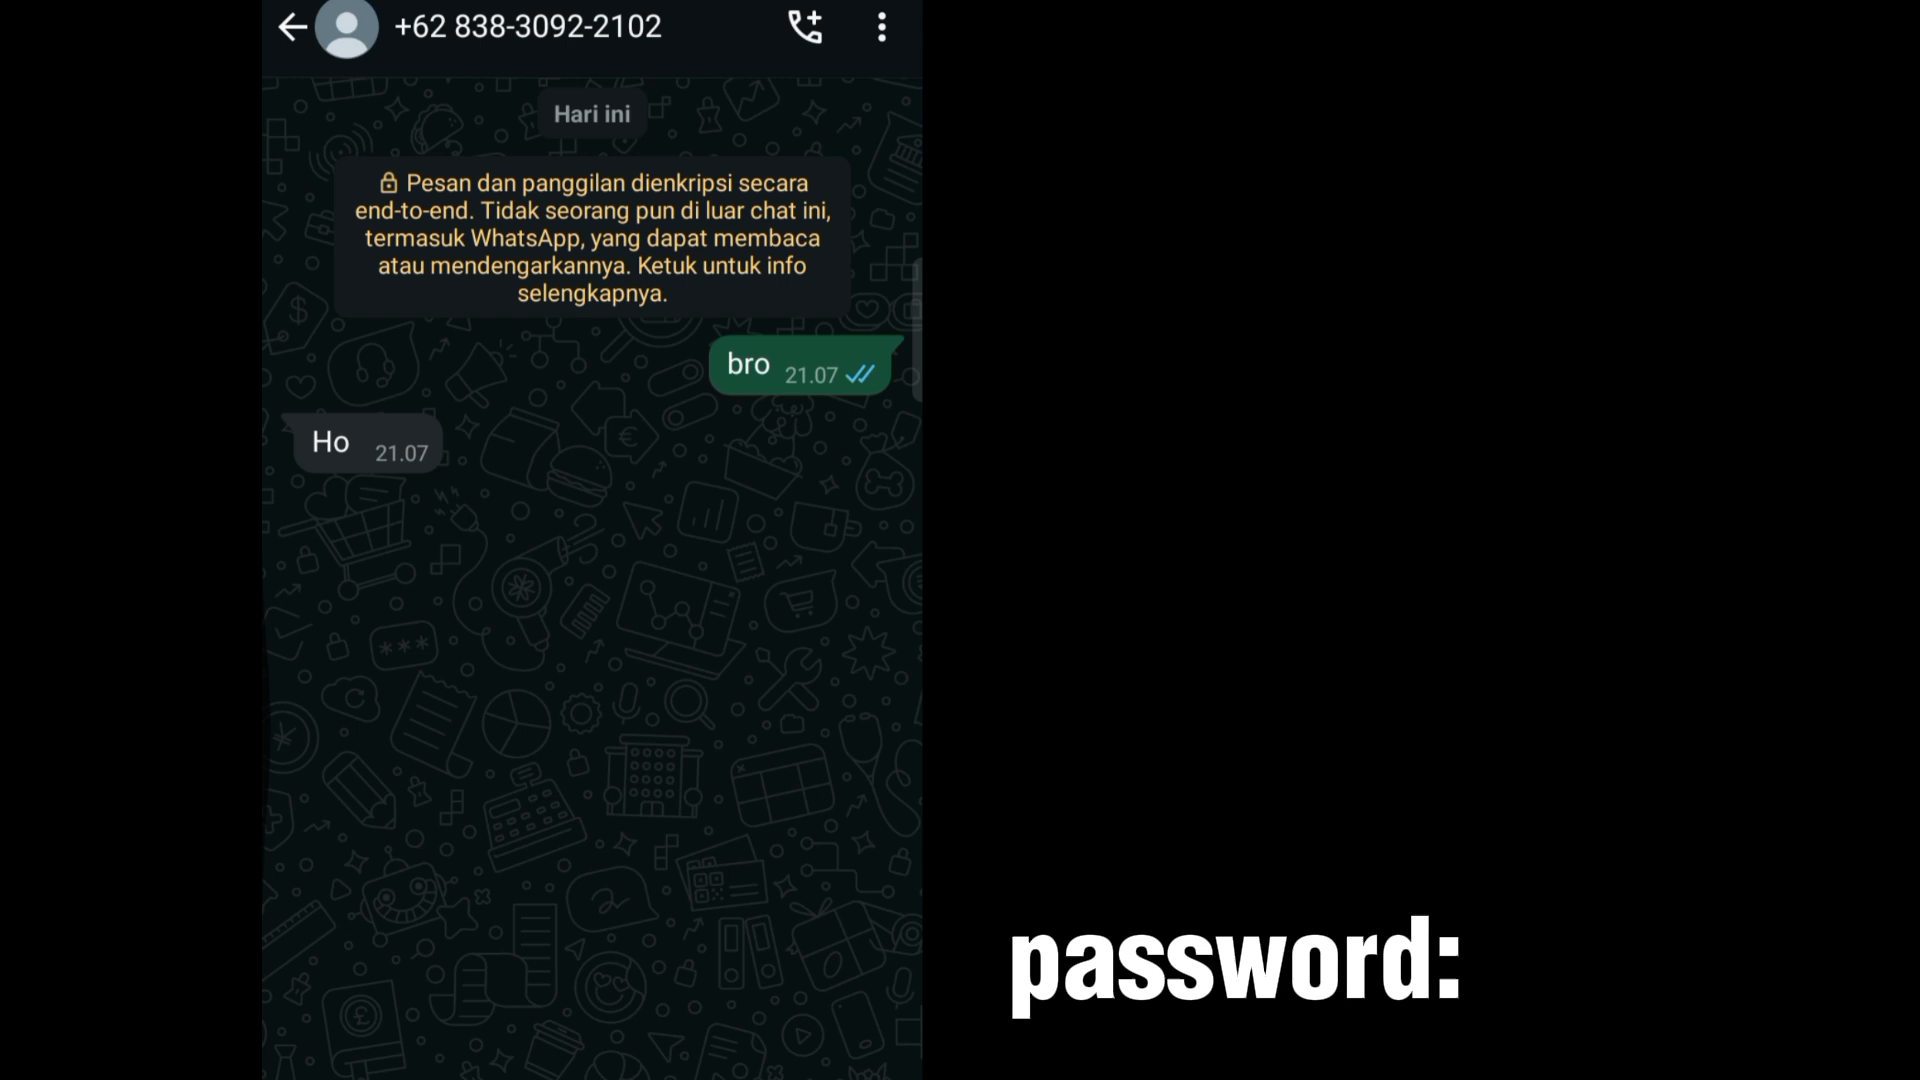 +62 838-3092-2102
Hari ini
Pesan dan panggilan dienkripsi secara
end-to-end. Tidak seorang pun di luar chat ini,
termasuk WhatsApp, yang dapat membaca
atau mendengarkannya. Ketuk untuk info
selengkapnya.
bro 21.07
Ho 21.07
password: